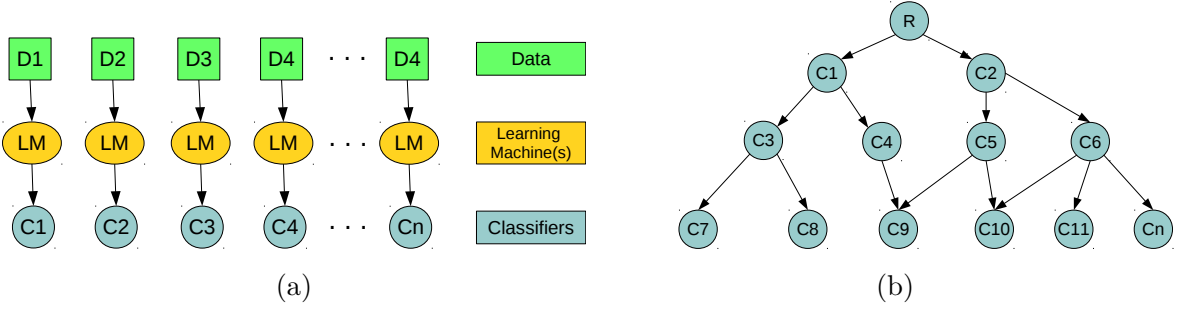 D1 D2 D3 D4 · · · D4 Data
LM LM LM LM · · · LM Learning
Machine(s)
C1 C2 C3 C4 · · · Cn Classifiers
(a)
R
C1 C2
C3 C4 C5 C6
C7 C8 C9 C10 C11 Cn
(b)